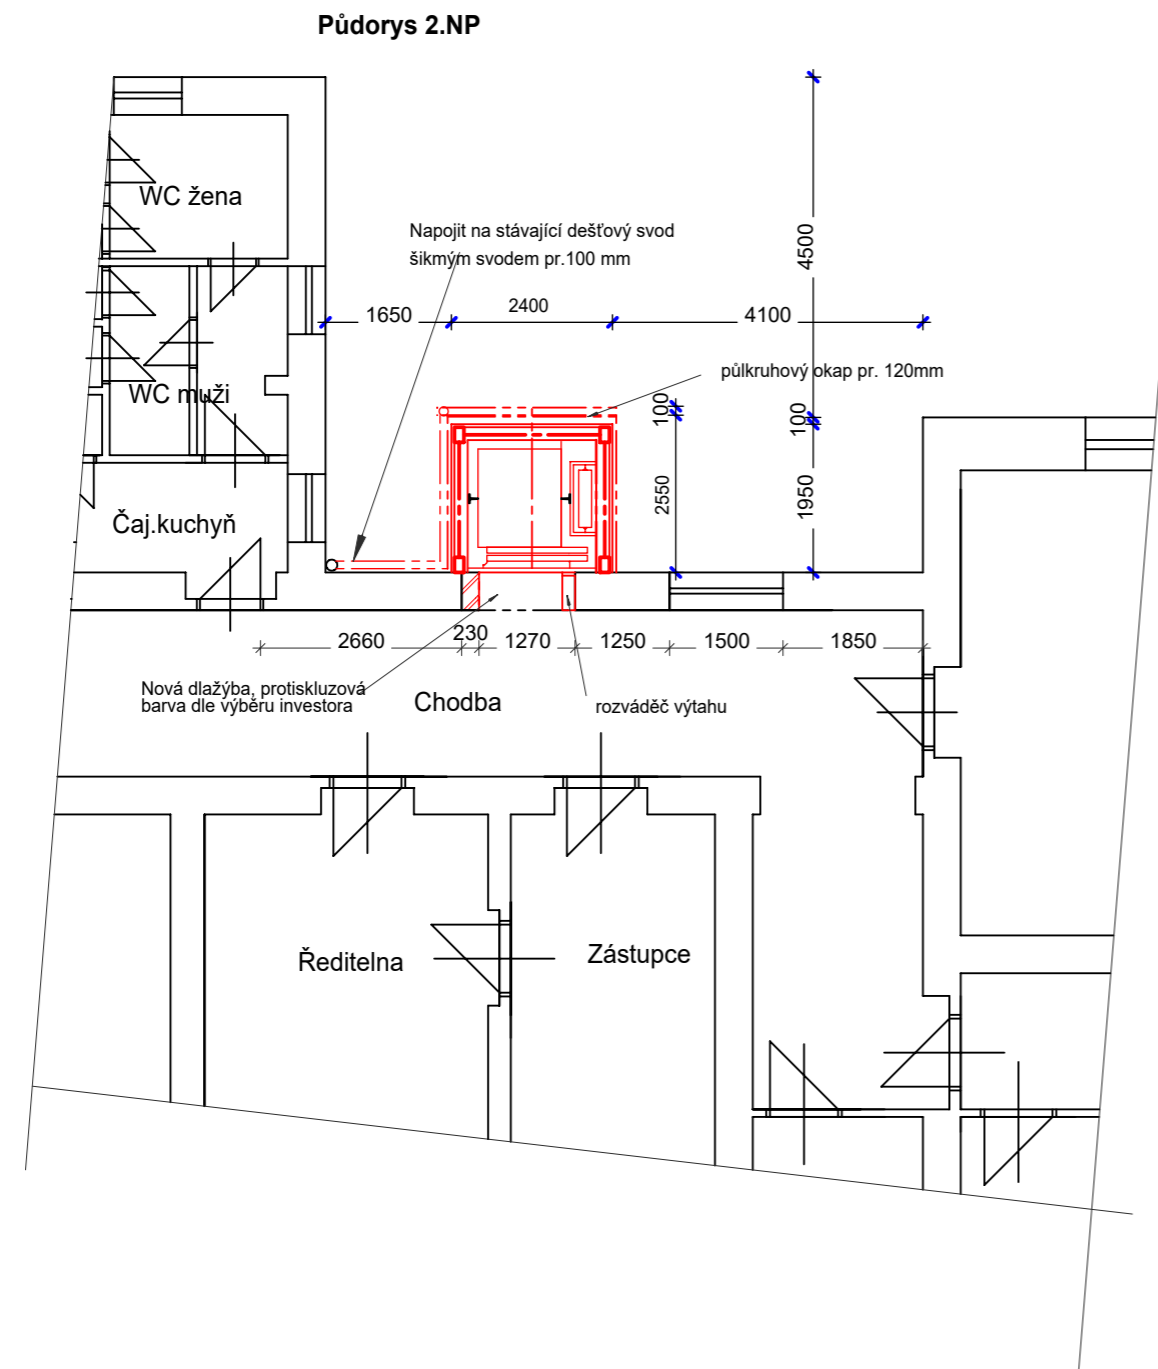 Půdorys 2.NP
WC žena
Napojit na stávající dešťový svod
šikmým svodem pr.100 mm
4500
1650
2400
4100
půlkruhový okap pr. 120mm
WC muži
100
100
2550
1950
Čaj.kuchyň
2660
230
1270
1250
1500
1850
Nová dlažýba, protiskluzová
barva dle výběru investora
Chodba
rozváděč výtahu
Ředitelna
Zástupce